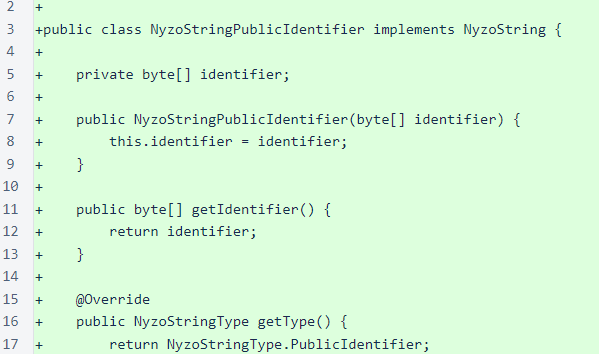 2 +
3 +public class NyzoStringPublicIdentifier implements NyzoString {
4 +
5 +    private byte[] identifier;
6 +
7 +    public NyzoStringPublicIdentifier(byte[] identifier) {
8 +        this.identifier = identifier;
9 +    }
10 +
11 +    public byte[] getIdentifier() {
12 +        return identifier;
13 +    }
14 +
15 +    @Override
16 +    public NyzoStringType getType() {
17 +        return NyzoStringType.PublicIdentifier;